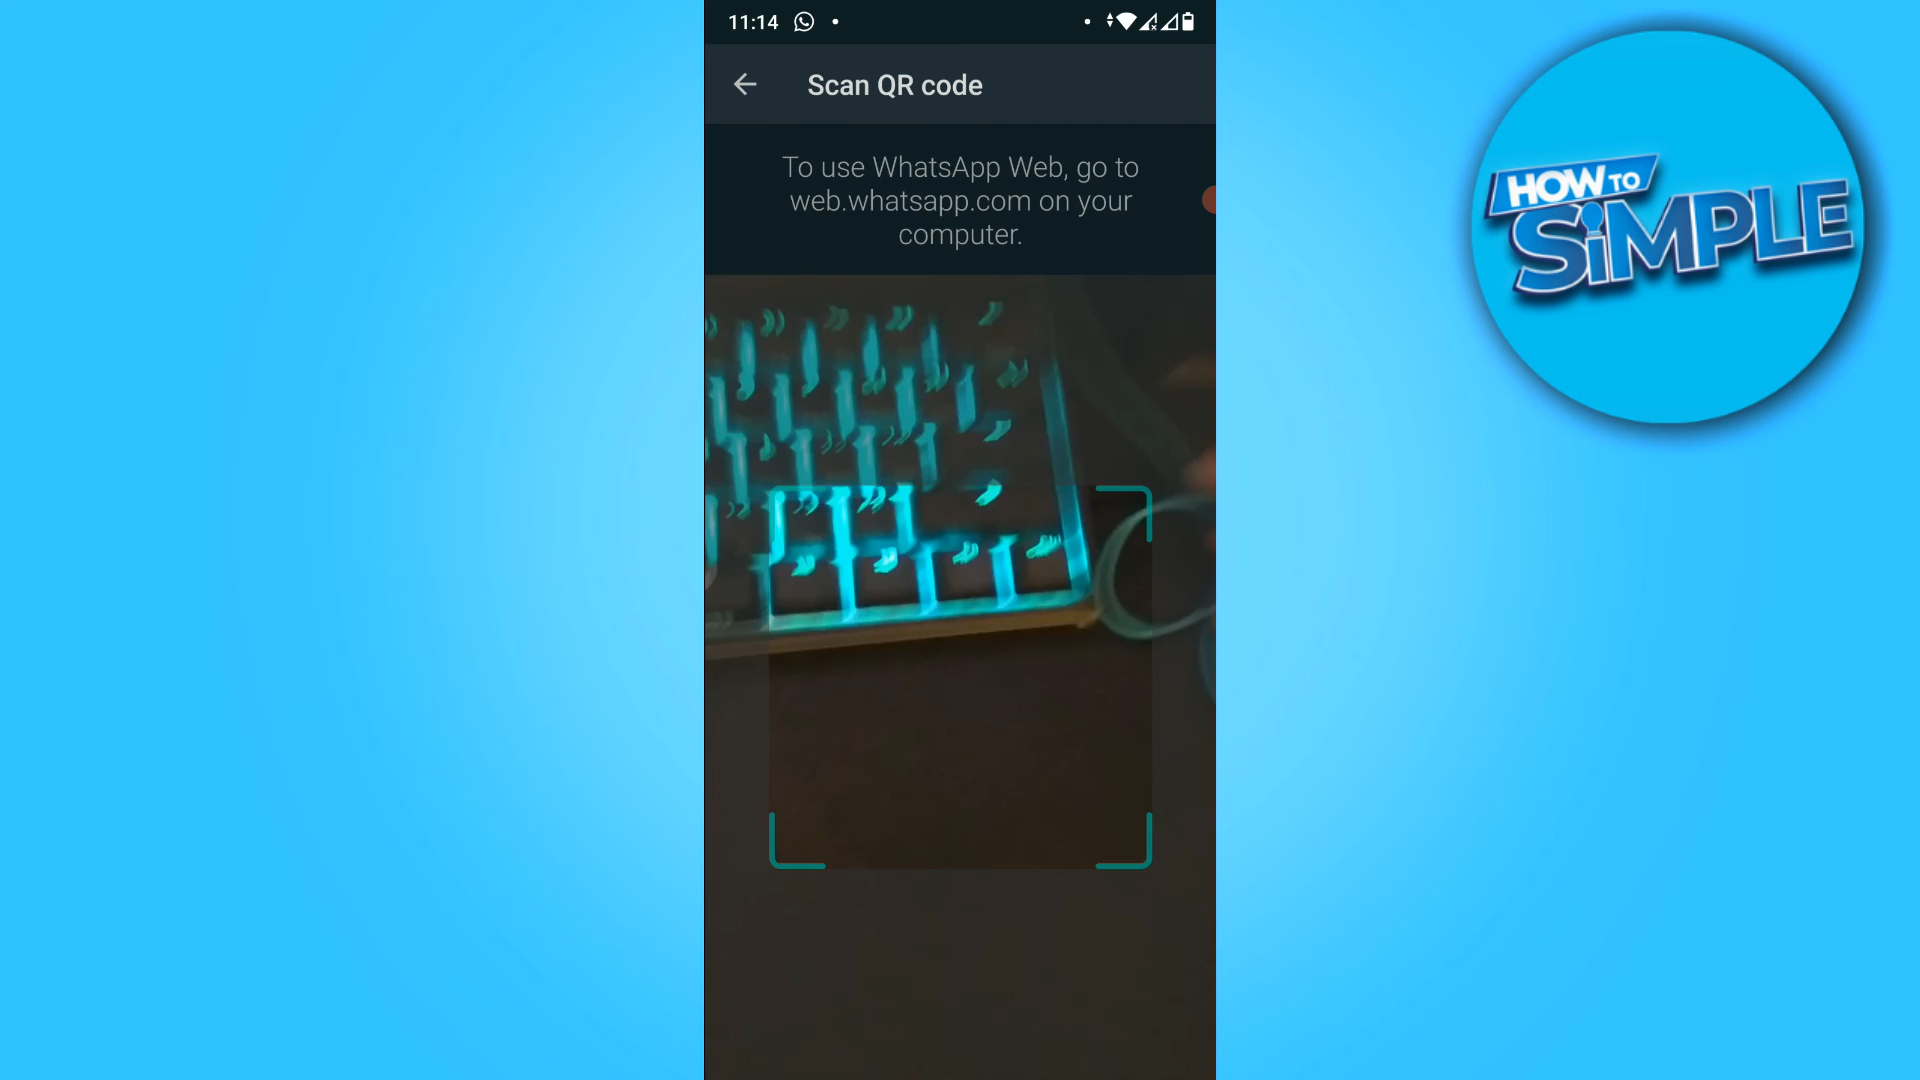 11:14
Scan QR code
To use WhatsApp Web, go to
web.whatsapp.com on your
computer.
HOW TO
SiMPLE